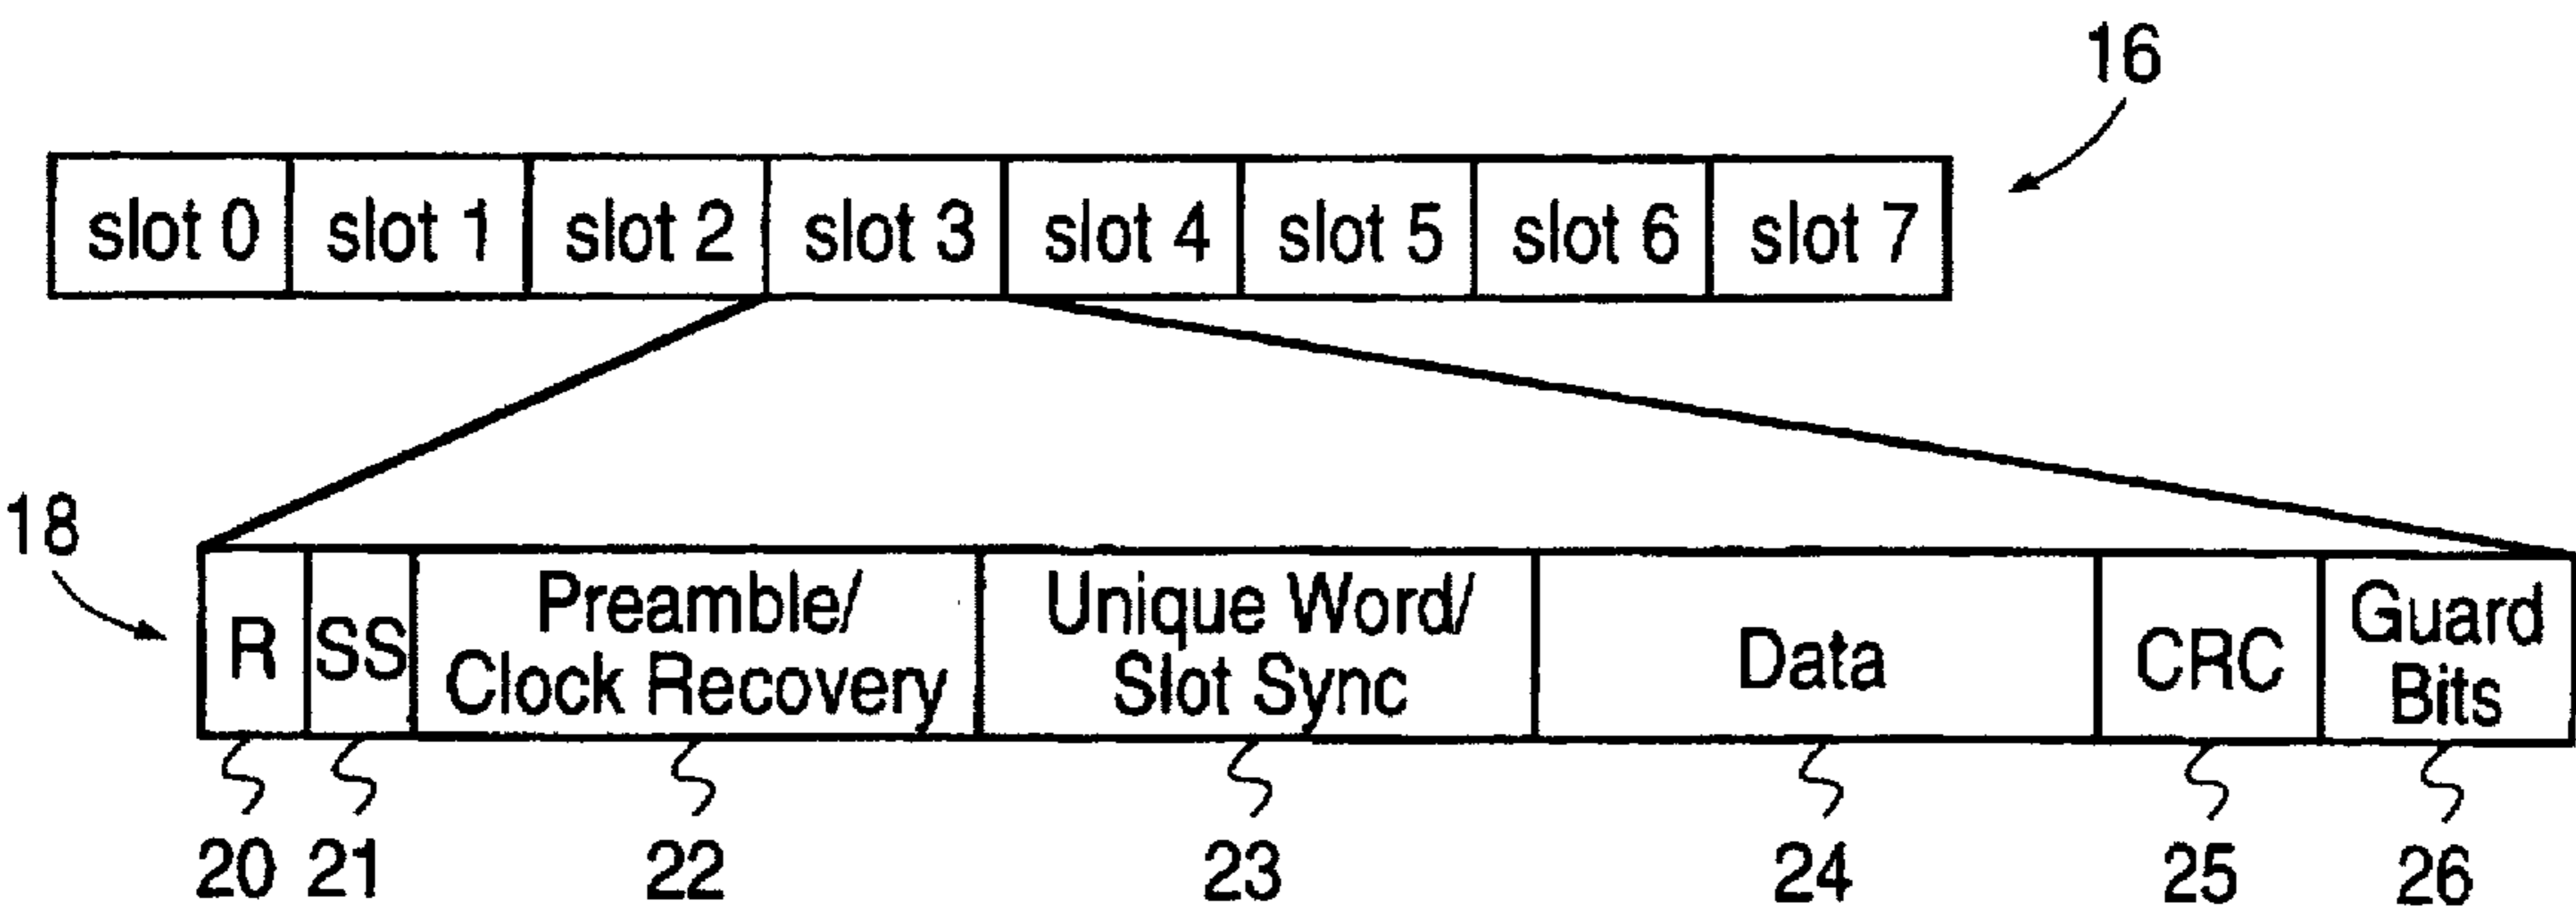 16
slot 0 slot 1 slot 2 slot 3 slot 4 slot 5 slot 6 slot 7
18
R SS Preamble/ Clock Recovery Unique Word/ Slot Sync Data CRC Guard Bits
20 21 22 23 24 25 26